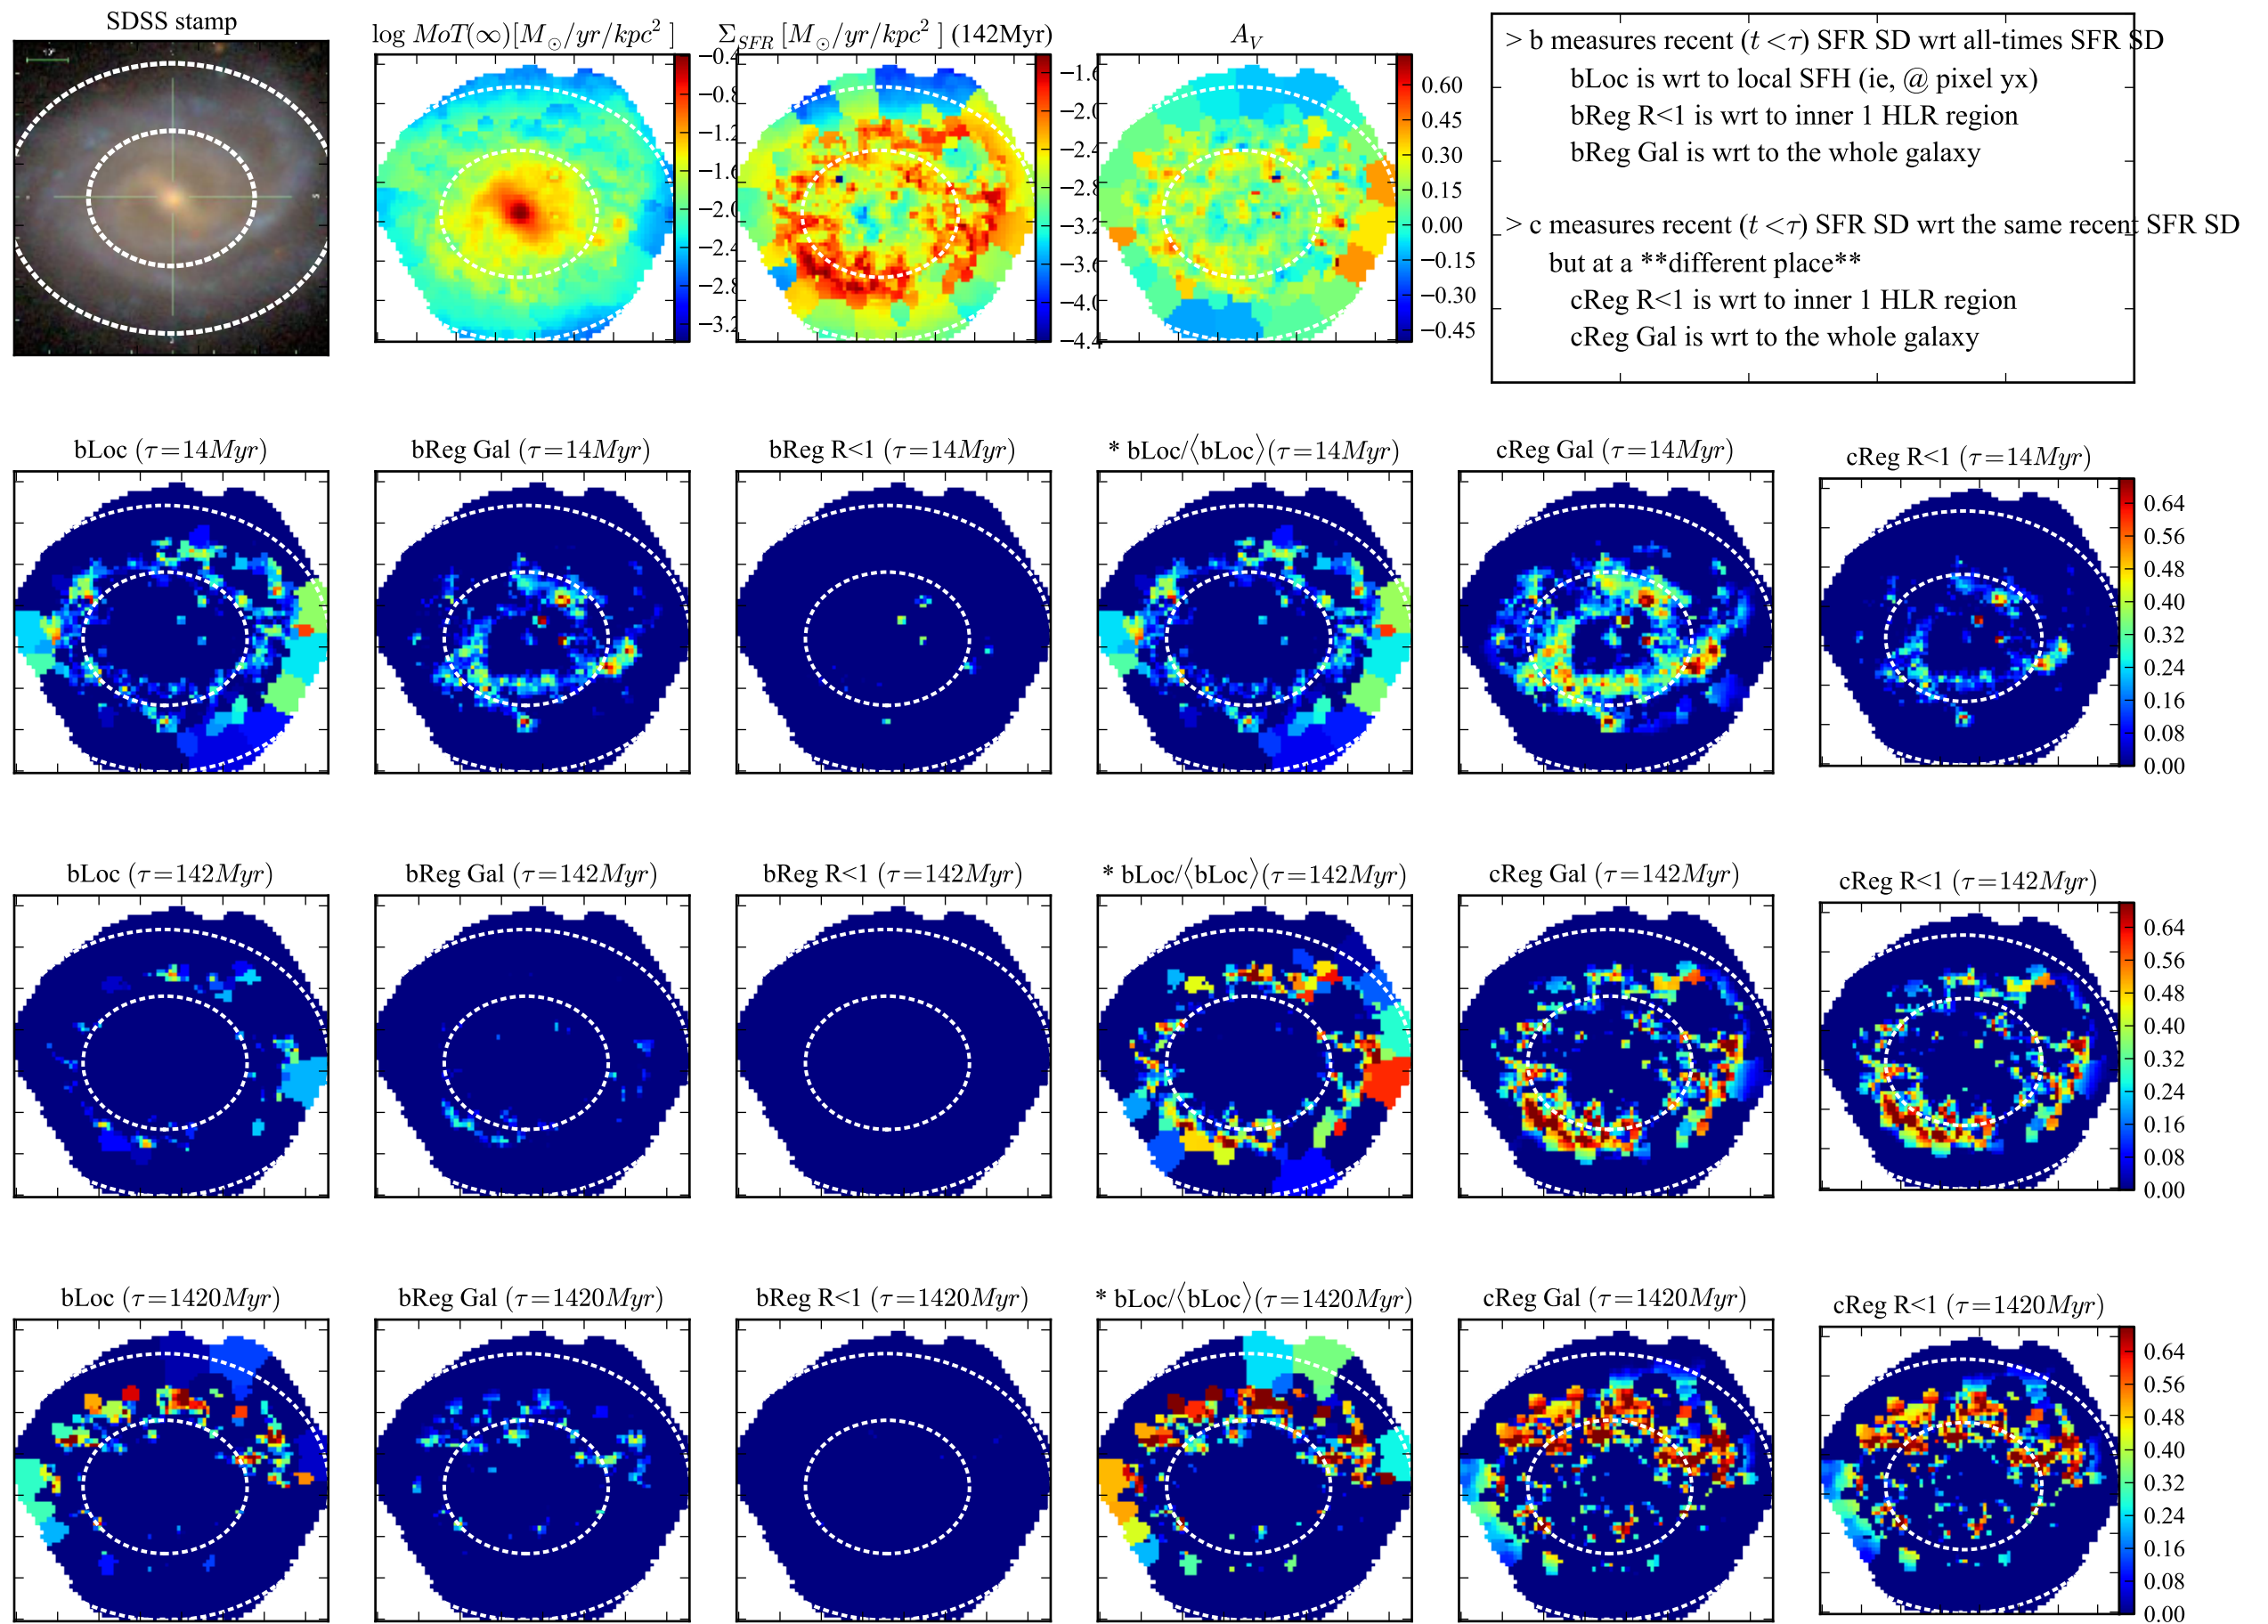 SDSS stamp
log MoT(∞)[M⊙/yr/kpc² ]
Σ_SFR [M⊙/yr/kpc² ] (142Myr)
A_V
−0.4
−0.8
−1.2
−1.6
−2.0
−2.4
−2.8
−3.2
−1.6
−2.0
−2.4
−2.8
−3.2
−3.6
−4.0
−4.4
0.60
0.45
0.30
0.15
0.00
−0.15
−0.30
−0.45
> b measures recent (t <τ) SFR SD wrt all-times SFR SD
bLoc is wrt to local SFH (ie, @ pixel yx)
bReg R<1 is wrt to inner 1 HLR region
bReg Gal is wrt to the whole galaxy
> c measures recent (t <τ) SFR SD wrt the same recent SFR SD
but at a **different place**
cReg R<1 is wrt to inner 1 HLR region
cReg Gal is wrt to the whole galaxy
bLoc (τ=14Myr)
bReg Gal (τ=14Myr)
bReg R<1 (τ=14Myr)
* bLoc/⟨bLoc⟩(τ=14Myr)
cReg Gal (τ=14Myr)
cReg R<1 (τ=14Myr)
0.64
0.56
0.48
0.40
0.32
0.24
0.16
0.08
0.00
bLoc (τ=142Myr)
bReg Gal (τ=142Myr)
bReg R<1 (τ=142Myr)
* bLoc/⟨bLoc⟩(τ=142Myr)
cReg Gal (τ=142Myr)
cReg R<1 (τ=142Myr)
0.64
0.56
0.48
0.40
0.32
0.24
0.16
0.08
0.00
bLoc (τ=1420Myr)
bReg Gal (τ=1420Myr)
bReg R<1 (τ=1420Myr)
* bLoc/⟨bLoc⟩(τ=1420Myr)
cReg Gal (τ=1420Myr)
cReg R<1 (τ=1420Myr)
0.64
0.56
0.48
0.40
0.32
0.24
0.16
0.08
0.00